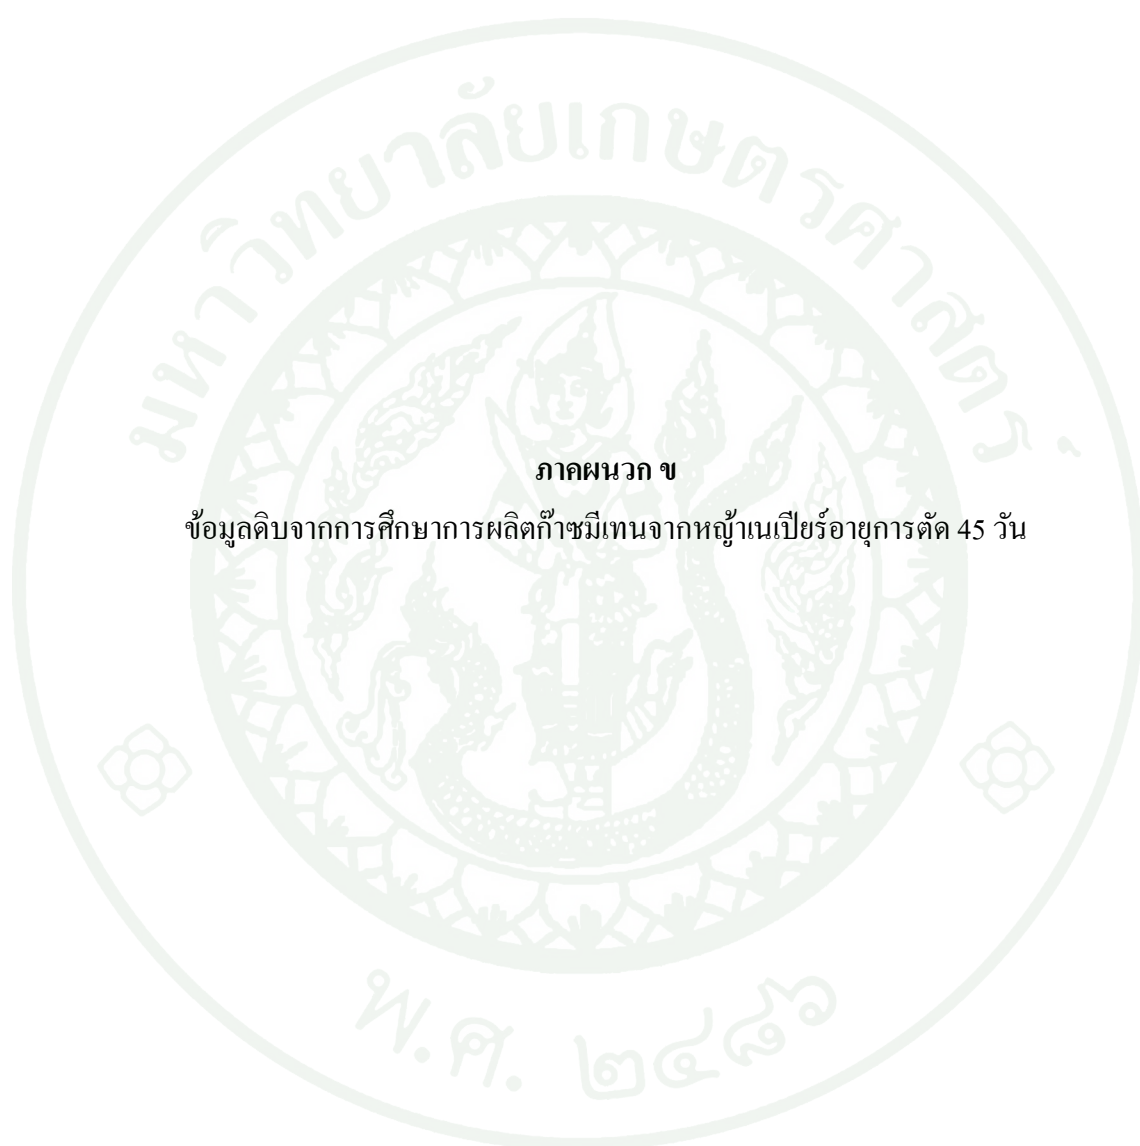 มหาวิทยาลัยเกษตรศาสตร์
ภาคผนวก ข
ข้อมูลดิบจากการศึกษาการผลิตก๊าซมีเทนจากหญ้าเนเปียร์อายุการตัด 45 วัน
พ.ศ. ๒๔๘๖